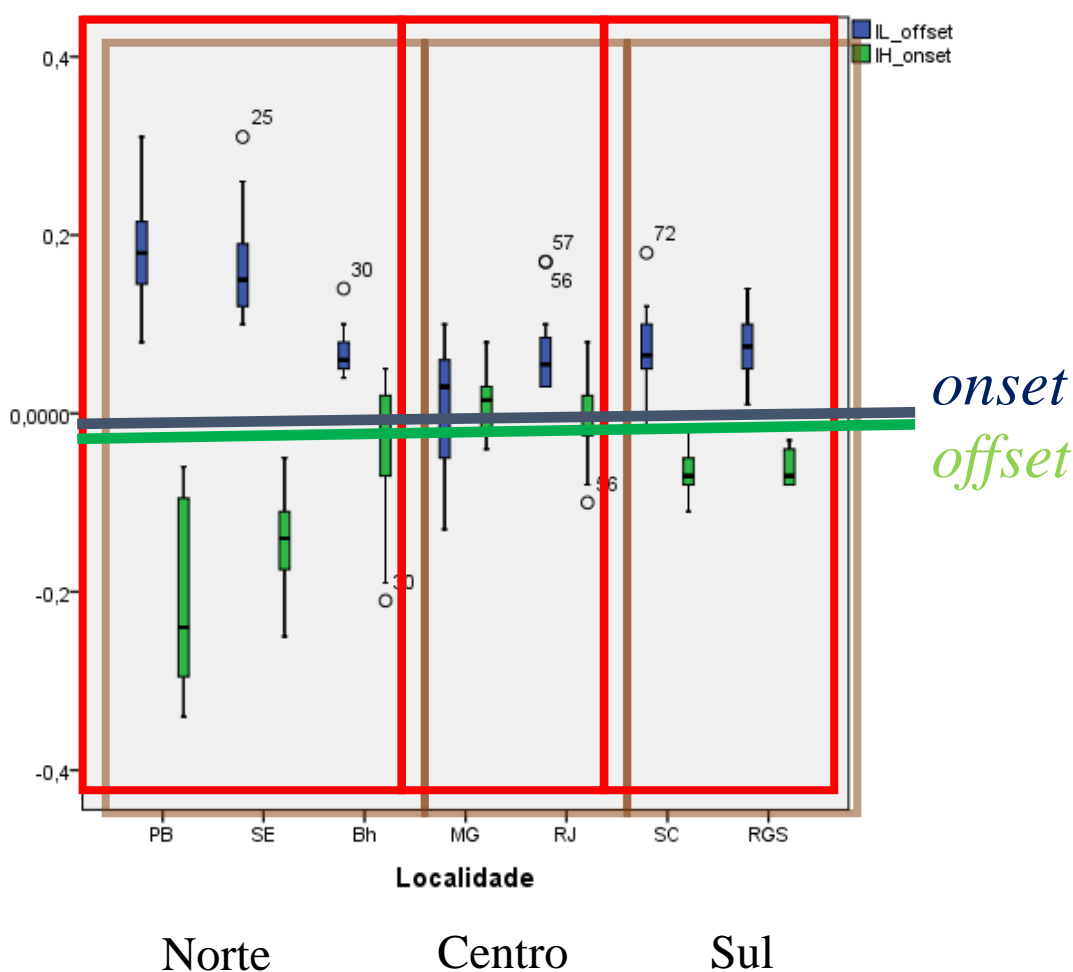 IL_offset
IH_onset
0,4
25
0,2
57
72
30
56
0,0000
onset
offset
56
-0,2
30
-0,4
PB SE Bh MG RJ SC RGS
Localidade
Norte Centro Sul